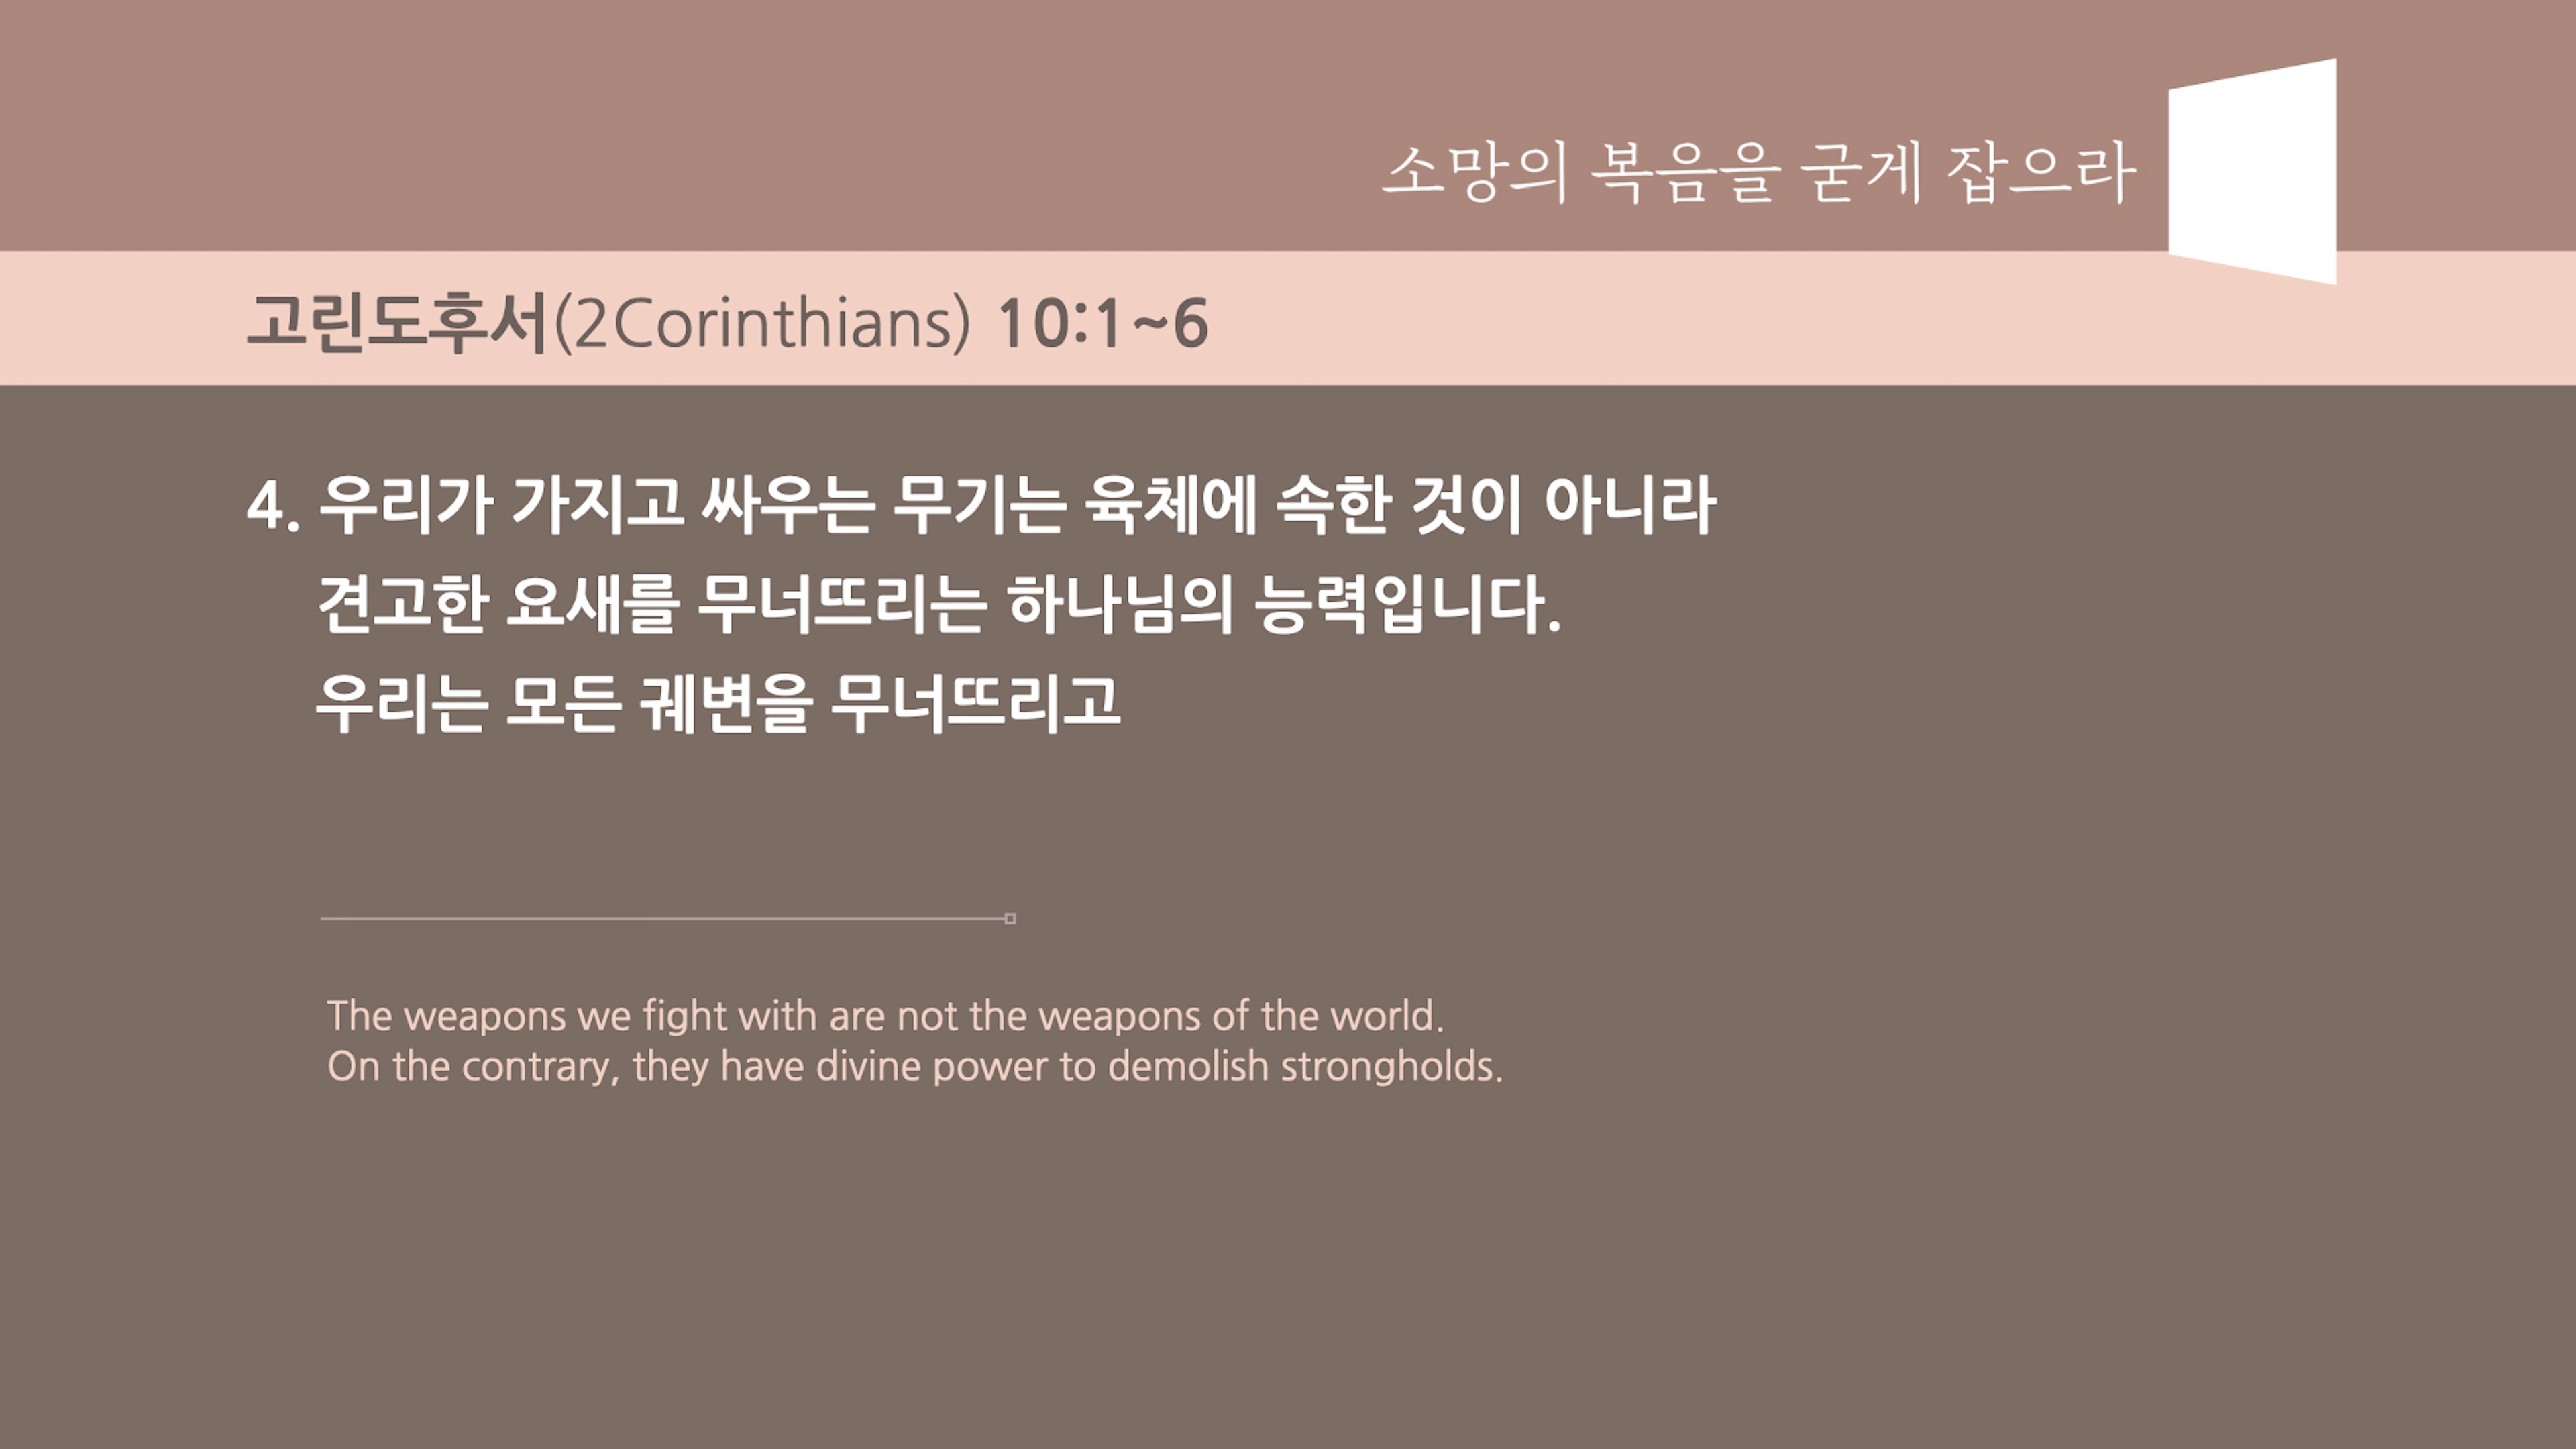 소망의 복음을 굳게 잡으라
고린도후서(2Corinthians) 10:1~6
4. 우리가 가지고 싸우는 무기는 육체에 속한 것이 아니라
견고한 요새를 무너뜨리는 하나님의 능력입니다.
우리는 모든 궤변을 무너뜨리고
The weapons we fight with are not the weapons of the world.
On the contrary, they have divine power to demolish strongholds.